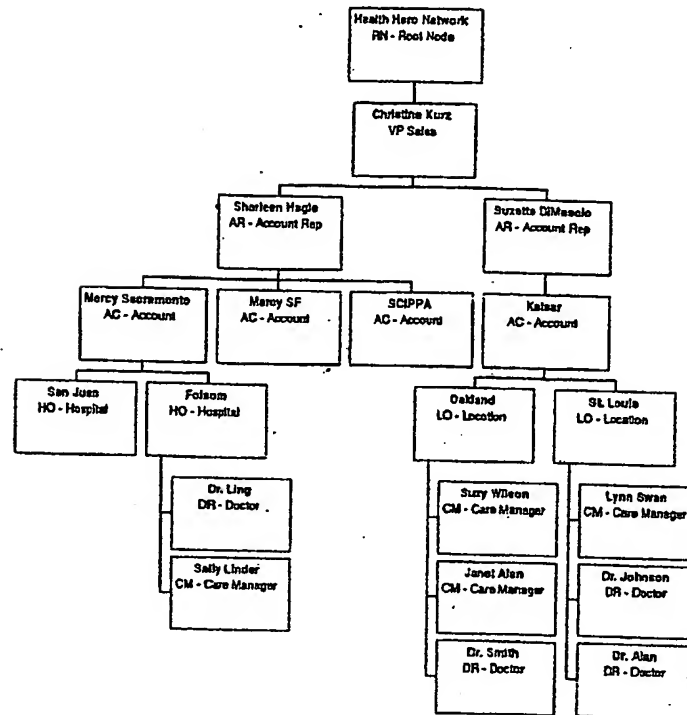 Health Hero Network
RN - Root Node
Christine Kurz
VP Sales
Sharleen Hagle
AR - Account Rep
Suzette DiMascio
AR - Account Rep
Mercy Sacramento
AC - Account
Mercy SF
AC - Account
SCIPPA
AC - Account
Kaiser
AC - Account
San Juan
HO - Hospital
Folsom
HO - Hospital
Oakland
LO - Location
St. Louis
LO - Location
Dr. Ling
DR - Doctor
Suzy Wilson
CM - Care Manager
Lynn Swan
CM - Care Manager
Sally Linder
CM - Care Manager
Janet Alan
CM - Care Manager
Dr. Johnson
DR - Doctor
Dr. Smith
DR - Doctor
Dr. Alan
DR - Doctor